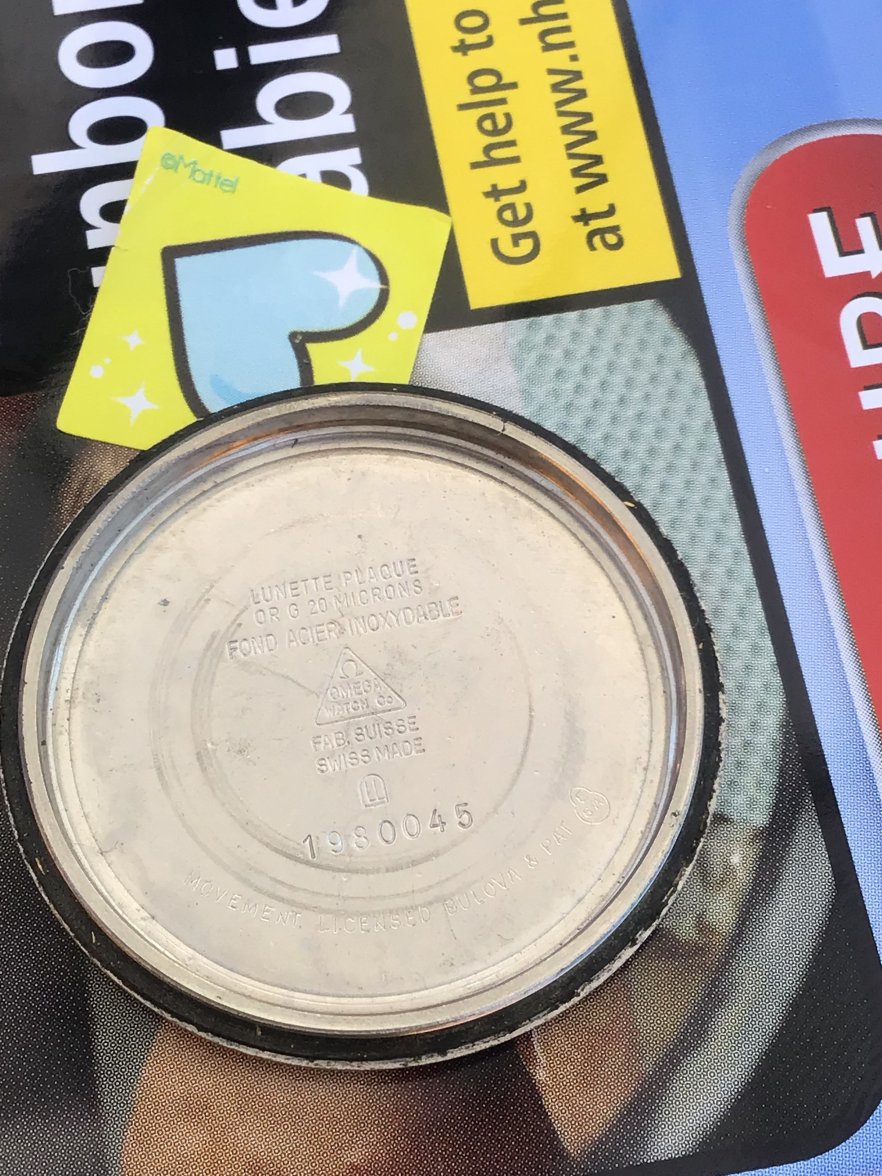 Get help to
at www.nh
©Mattel
LUNETTE PLAQUE
OR G 20 MICRONS
FOND ACIER INOXYDABLE
Ω
OMEGA
WATCH CO
FAB. SUISSE
SWISS MADE
1980045
MOVEMENT LICENSED BULOVA & PAT